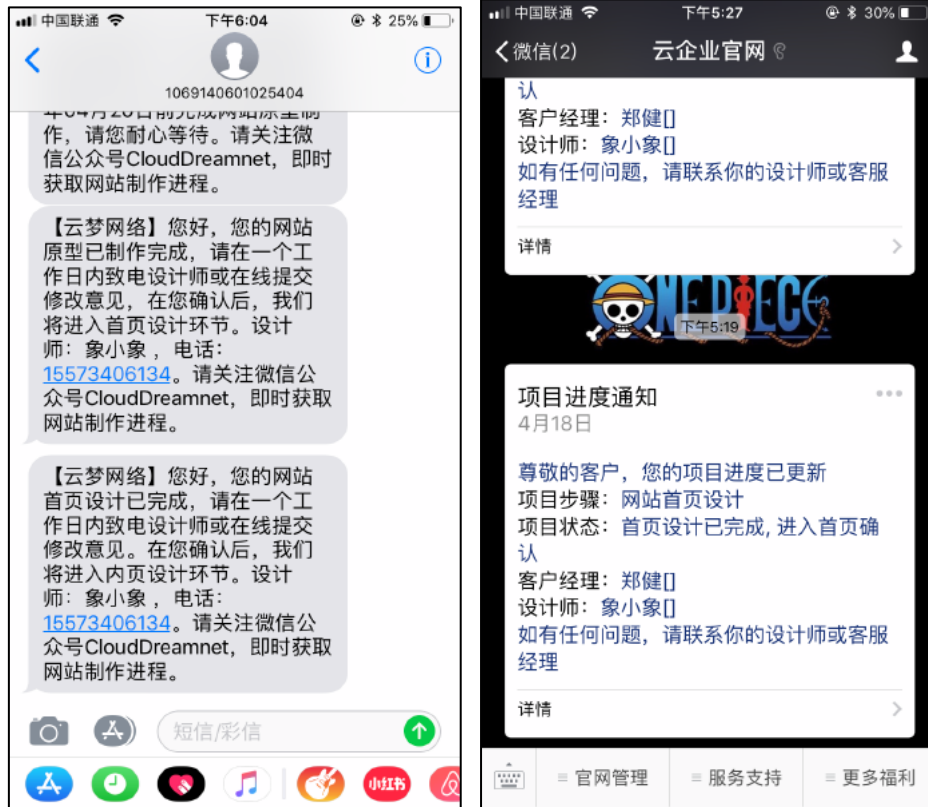 中国联通
下午6:04
25%
1069140601025404
年04月20日前完成网站原型制
作，请您耐心等待。请关注微
信公众号CloudDreamnet，即时
获取网站制作进程。
【云梦网络】您好，您的网站
原型已制作完成，请在一个工
作日内致电设计师或在线提交
修改意见，在您确认后，我们
将进入首页设计环节。设计
师：象小象 ，电话：
15573406134。请关注微信公
众号CloudDreamnet，即时获取
网站制作进程。
【云梦网络】您好，您的网站
首页设计已完成，请在一个工
作日内致电设计师或在线提交
修改意见。在您确认后，我们
将进入内页设计环节。设计
师：象小象 ，电话：
15573406134。请关注微信公
众号CloudDreamnet，即时获取
网站制作进程。
短信/彩信
小红书
中国联通
下午5:27
30%
微信(2)
云企业官网
认
客户经理：郑健[]
设计师：象小象[]
如有任何问题，请联系你的设计师或客服
经理
详情
ONE PIECE
下午5:19
项目进度通知
4月18日
尊敬的客户，您的项目进度已更新
项目步骤：网站首页设计
项目状态：首页设计已完成, 进入首页确
认
客户经理：郑健[]
设计师：象小象[]
如有任何问题，请联系你的设计师或客服
经理
详情
官网管理
服务支持
更多福利